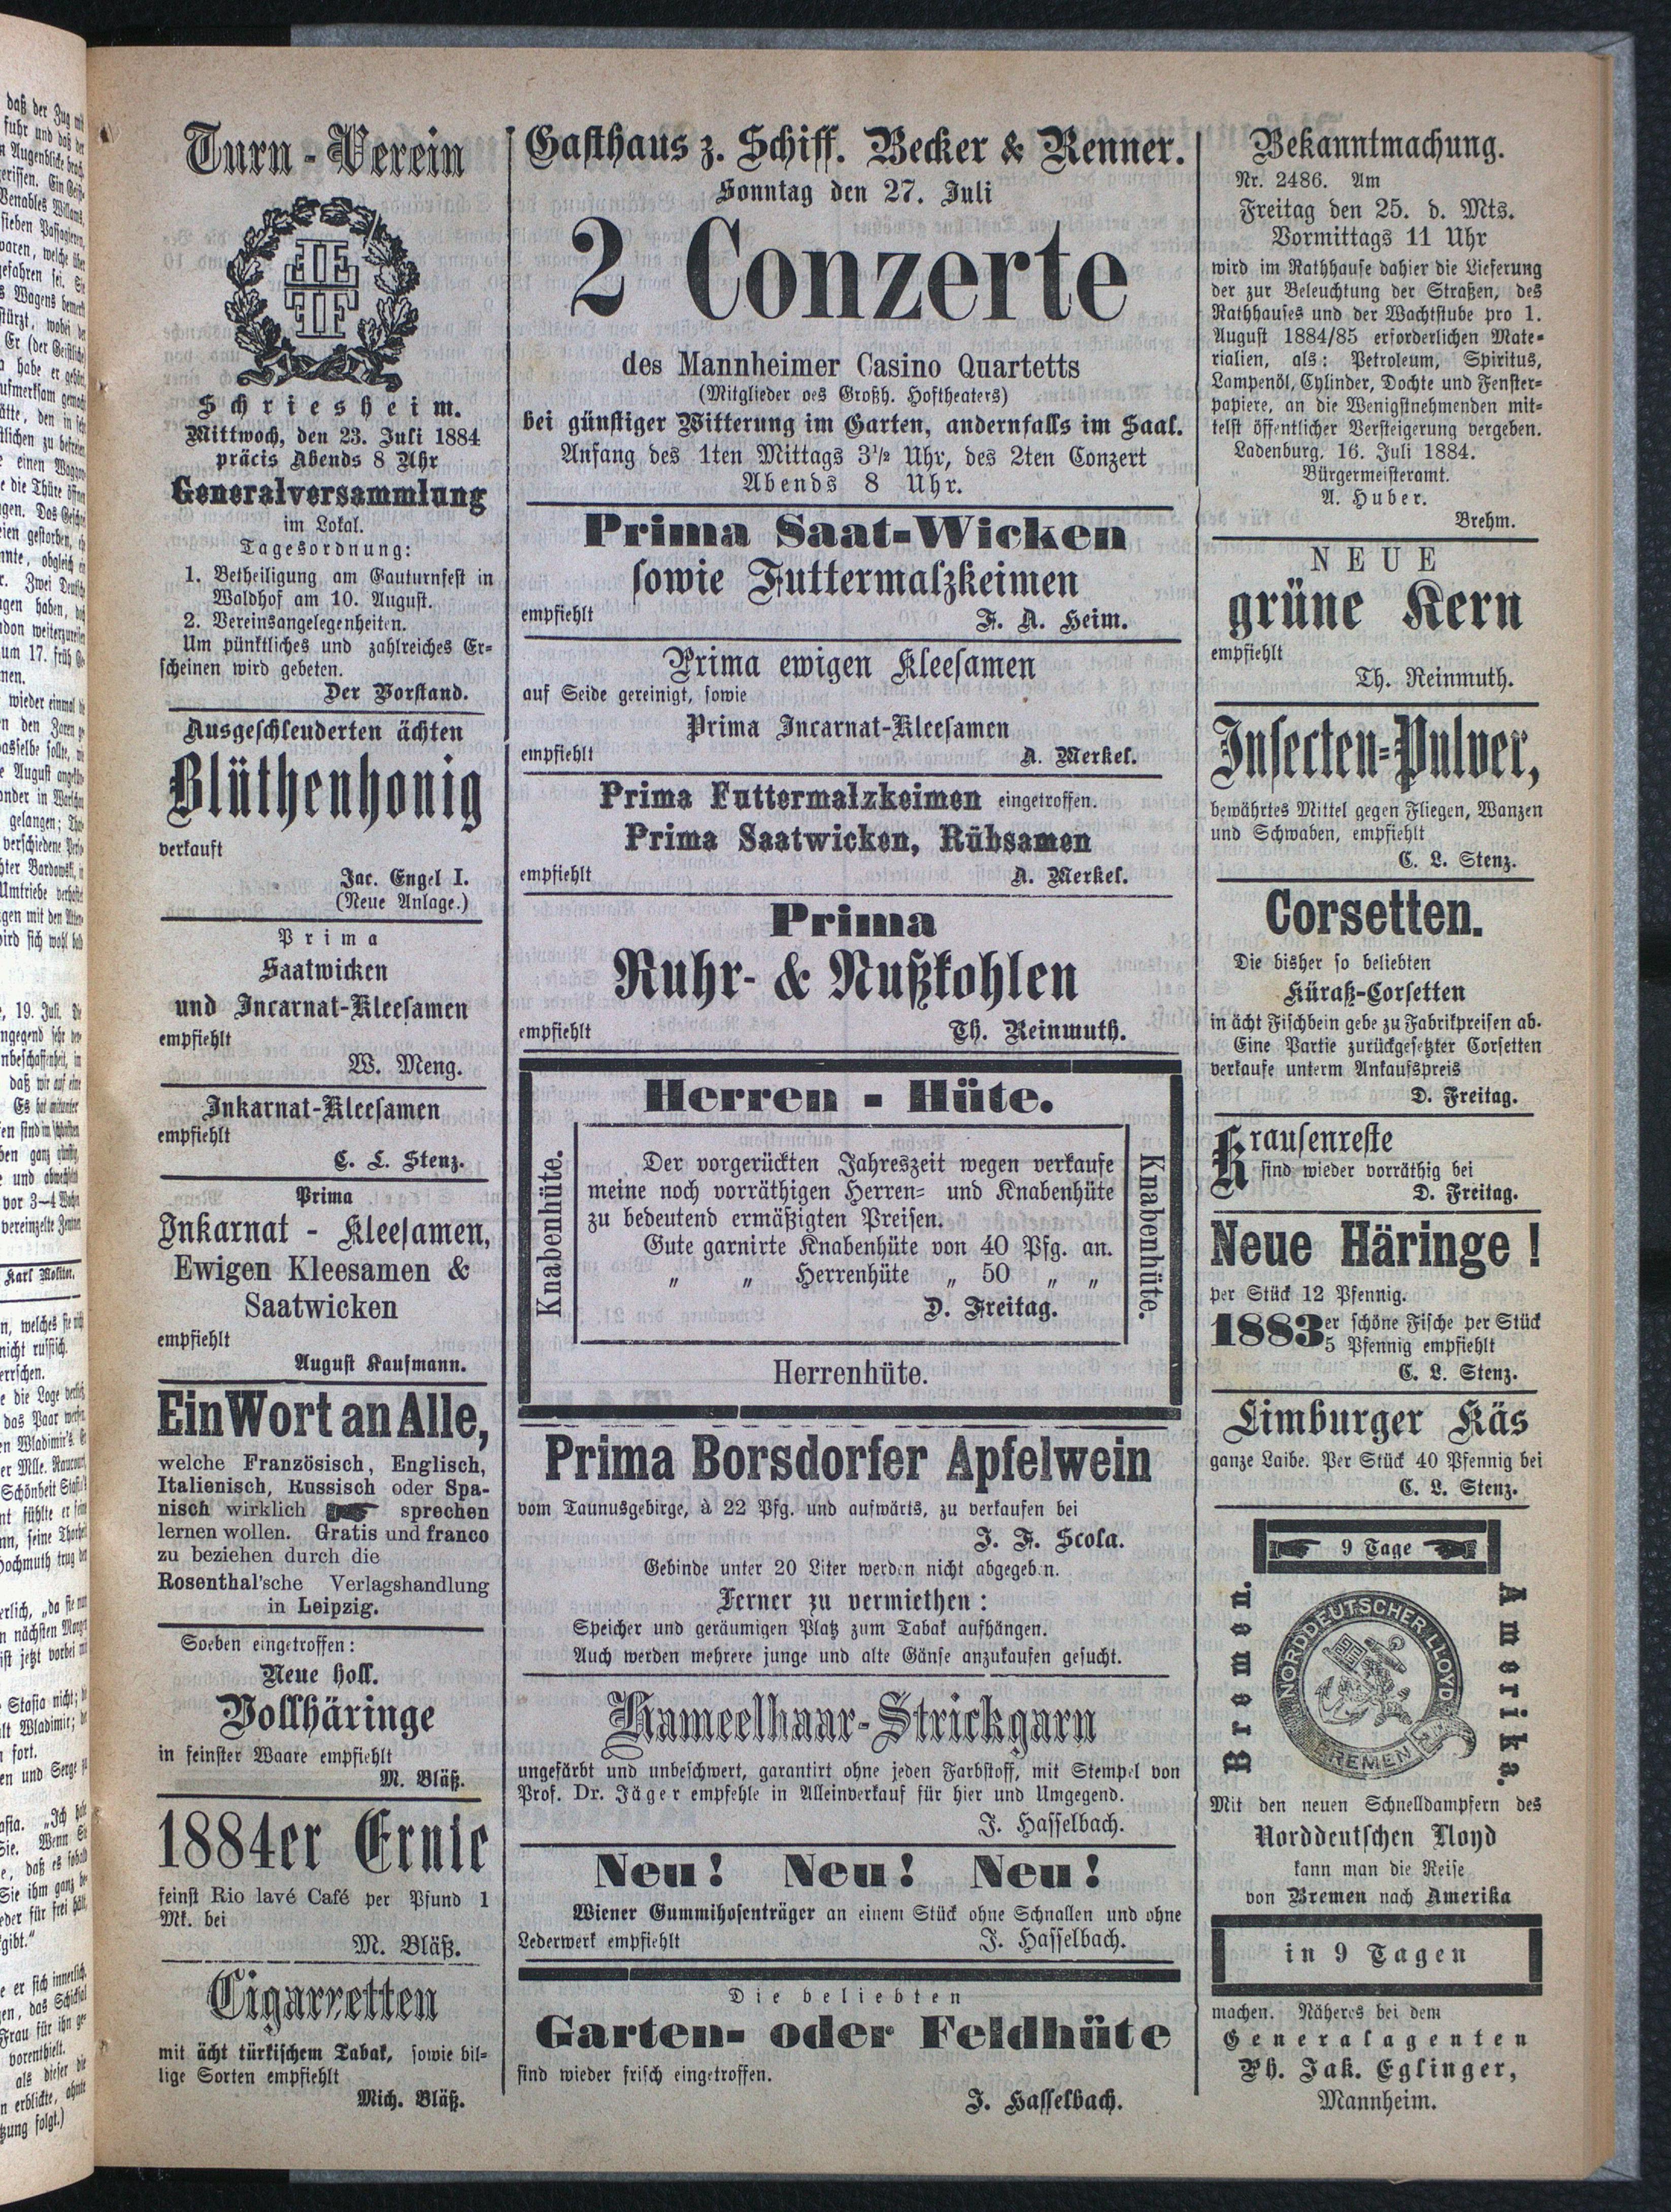 Turn-Verein
Schriesheim.
Mittwoch, den 23. Juli 1884
präcis Abends 8 Uhr
Generalversammlung
im Lokal.
Tagesordnung:
1. Betheiligung am Gauturnfest in
Waldhof am 10. August.
2. Vereinsangelegenheiten.
Um pünktliches und zahlreiches Er-
scheinen wird gebeten.
Der Vorstand.
Ausgeschleuderten ächten
Blüthenhonig
verkauft
Jac. Engel I.
(Neue Anlage.)
Prima
Saatwicken
und Incarnat-Kleesamen
empfiehlt
W. Meng.
Inkarnat-Kleesamen
empfiehlt
C. L. Stenz.
Prima
Inkarnat - Kleesamen,
Ewigen Kleesamen &
Saatwicken
empfiehlt
August Kaufmann.
Ein Wort an Alle,
welche Französisch, Englisch,
Italienisch, Russisch oder Spa-
nisch wirklich sprechen
lernen wollen. Gratis und franco
zu beziehen durch die
Rosenthal'sche Verlagshandlung
in Leipzig.
Soeben eingetroffen:
Neue holl.
Vollhäringe
in feinster Waare empfiehlt
M. Bläß.
1884er Ernte
feinst Rio lavé Café per Pfund 1
Mk. bei
M. Bläß.
Cigarretten
mit ächt türkischem Tabak, sowie bil-
lige Sorten empfiehlt
Mich. Bläß.
Gasthaus z. Schiff. Becker & Renner.
Sonntag den 27. Juli
2 Conzerte
des Mannheimer Casino Quartetts
(Mitglieder oes Großh. Hoftheaters)
bei günstiger Witterung im Garten, andernfalls im Saal.
Anfang des 1ten Mittags 3½ Uhr, des 2ten Conzert
Abends 8 Uhr.
Prima Saat-Wicken
sowie Futtermalzkeimen
empfiehlt F. A. Heim.
Prima ewigen Kleesamen
auf Seide gereinigt, sowie
Prima Incarnat-Kleesamen
empfiehlt A. Merkel.
Prima Futtermalzkeimen eingetroffen.
Prima Saatwicken, Rübsamen
empfiehlt A. Merkel.
Prima
Ruhr- & Nußkohlen
empfiehlt Th. Reinmuth.
Herren - Hüte.
Knabenhüte.
Der vorgerückten Jahreszeit wegen verkaufe
meine noch vorräthigen Herren- und Knabenhüte
zu bedeutend ermäßigten Preisen.
Gute garnirte Knabenhüte von 40 Pfg. an.
„ „ Herrenhüte „ 50 „ „
D. Freitag.
Knabenhüte.
Herrenhüte.
Prima Borsdorfer Apfelwein
vom Taunusgebirge, à 22 Pfg. und aufwärts, zu verkaufen bei
J. F. Scola.
Gebinde unter 20 Liter werden nicht abgegeben.
Ferner zu vermiethen:
Speicher und geräumigen Platz zum Tabak aufhängen.
Auch werden mehrere junge und alte Gänse anzukaufen gesucht.
Kameelhaar-Strickgarn
ungefärbt und unbeschwert, garantirt ohne jeden Farbstoff, mit Stempel von
Prof. Dr. Jäger empfehle in Alleinverkauf für hier und Umgegend.
J. Hasselbach.
Neu! Neu! Neu!
Wiener Gummihosenträger an einem Stück ohne Schnallen und ohne
Lederwerk empfiehlt J. Hasselbach.
Die beliebten
Garten- oder Feldhüte
sind wieder frisch eingetroffen.
J. Hasselbach.
Bekanntmachung.
Nr. 2486. Am
Freitag den 25. d. Mts.
Vormittags 11 Uhr
wird im Rathhause dahier die Lieferung
der zur Beleuchtung der Straßen, des
Rathhauses und der Wachtstube pro 1.
August 1884/85 erforderlichen Mate-
rialien, als: Petroleum, Spiritus,
Lampenöl, Cylinder, Dochte und Fenster-
papiere, an die Wenigstnehmenden mit-
telst öffentlicher Versteigerung vergeben.
Ladenburg, 16. Juli 1884.
Bürgermeisteramt.
A. Huber.
Brehm.
NEUE
grüne Kern
empfiehlt
Th. Reinmuth.
Insecten-Pulver,
bewährtes Mittel gegen Fliegen, Wanzen
und Schwaben, empfiehlt
C. L. Stenz.
Corsetten.
Die bisher so beliebten
Küraß-Corsetten
in ächt Fischbein gebe zu Fabrikpreisen ab.
Eine Partie zurückgesetzter Corsetten
verkaufe unterm Ankaufspreis
D. Freitag.
Krausenreste
sind wieder vorräthig bei
D. Freitag.
Neue Häringe!
per Stück 12 Pfennig.
1883er schöne Fische per Stück
5 Pfennig empfiehlt
C. L. Stenz.
Limburger Käs
ganze Laibe. Per Stück 40 Pfennig bei
C. L. Stenz.
9 Tage
Bremen.
NORDDEUTSCHER LLOYD
BREMEN
Amerika.
Mit den neuen Schnelldampfern des
Norddeutschen Lloyd
kann man die Reise
von Bremen nach Amerika
in 9 Tagen
machen. Näheres bei dem
Generalagenten
Ph. Jak. Eglinger,
Mannheim.